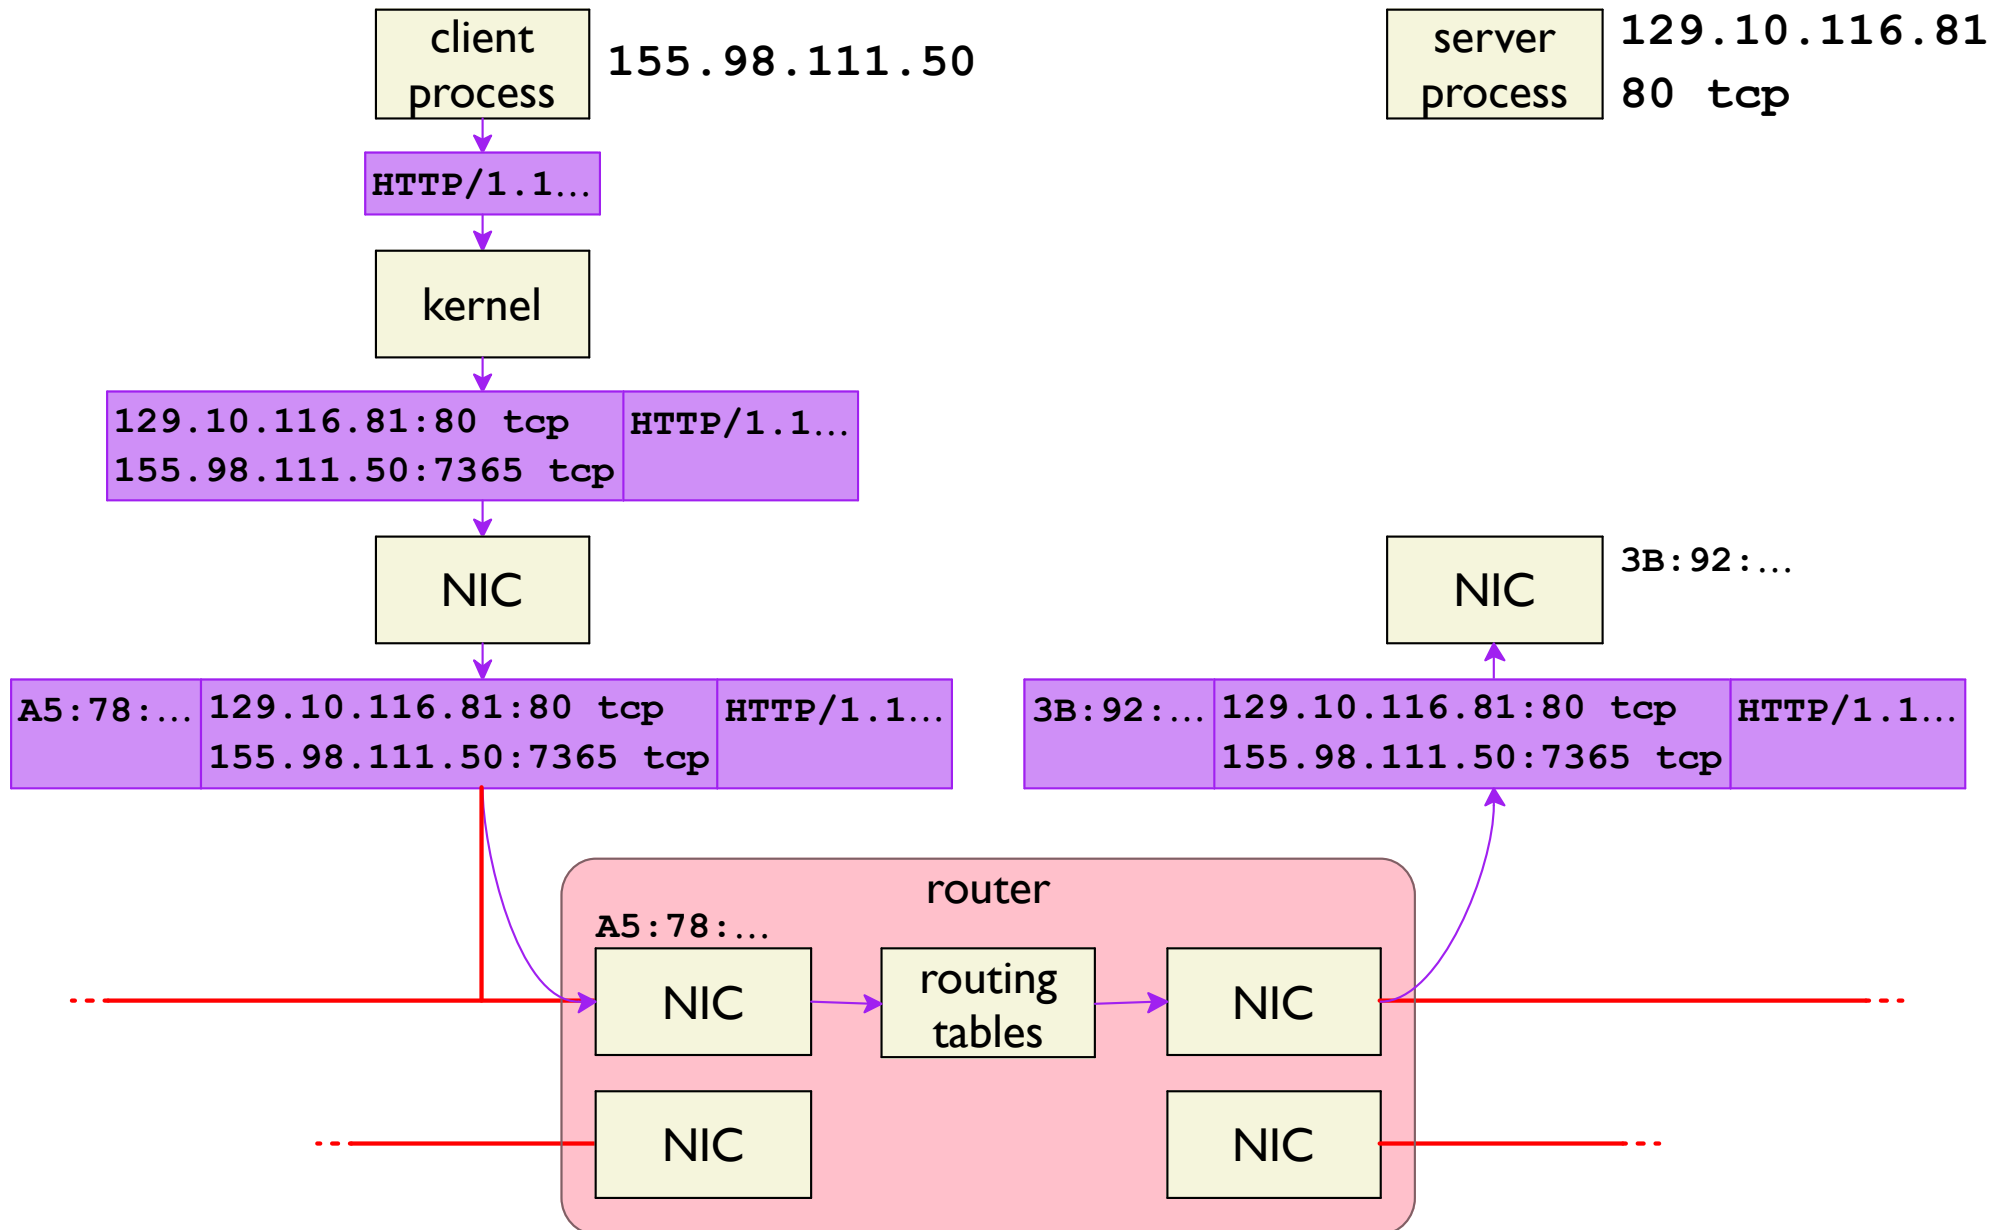 client
process
155.98.111.50
server
process
129.10.116.81
80 tcp
HTTP/1.1...
kernel
129.10.116.81:80 tcp
155.98.111.50:7365 tcp
HTTP/1.1...
NIC
NIC
3B:92:...
A5:78:...
129.10.116.81:80 tcp
155.98.111.50:7365 tcp
HTTP/1.1...
3B:92:...
129.10.116.81:80 tcp
155.98.111.50:7365 tcp
HTTP/1.1...
router
A5:78:...
NIC
routing
tables
NIC
NIC
NIC